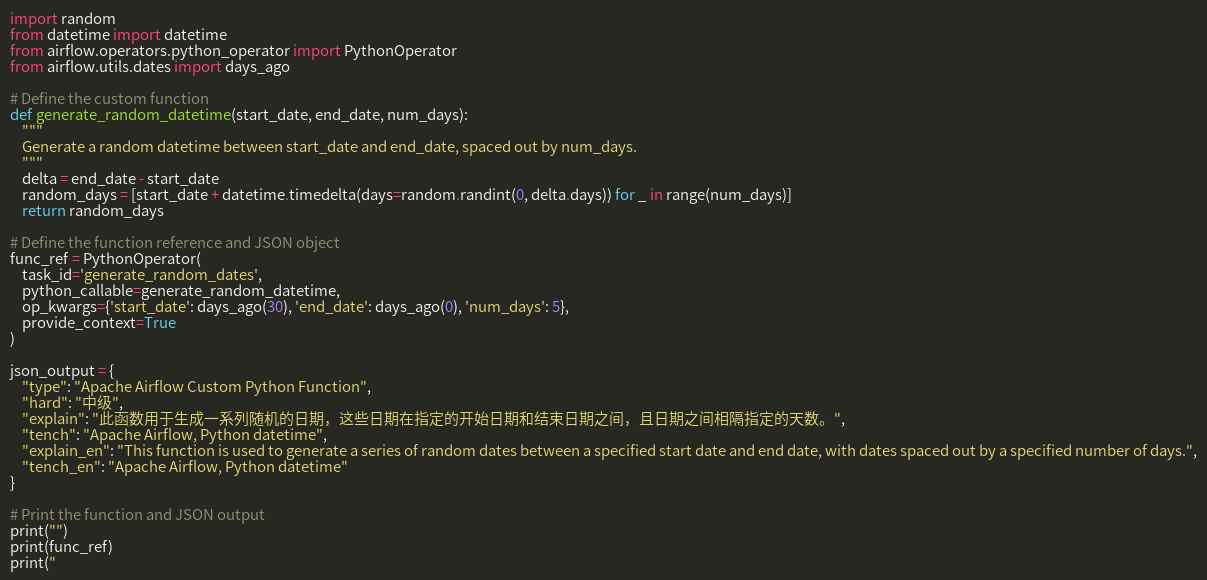 import random
from datetime import datetime
from airflow.operators.python_operator import PythonOperator
from airflow.utils.dates import days_ago

# Define the custom function
def generate_random_datetime(start_date, end_date, num_days):
    """
    Generate a random datetime between start_date and end_date, spaced out by num_days.
    """
    delta = end_date - start_date
    random_days = [start_date + datetime.timedelta(days=random.randint(0, delta.days)) for _ in range(num_days)]
    return random_days

# Define the function reference and JSON object
func_ref = PythonOperator(
    task_id='generate_random_dates',
    python_callable=generate_random_datetime,
    op_kwargs={'start_date': days_ago(30), 'end_date': days_ago(0), 'num_days': 5},
    provide_context=True
)

json_output = {
    "type": "Apache Airflow Custom Python Function",
    "hard": "中级",
    "explain": "此函数用于生成一系列随机的日期，这些日期在指定的开始日期和结束日期之间，且日期之间相隔指定的天数。",
    "tench": "Apache Airflow, Python datetime",
    "explain_en": "This function is used to generate a series of random dates between a specified start date and end date, with dates spaced out by a specified number of days.",
    "tench_en": "Apache Airflow, Python datetime"
}

# Print the function and JSON output
print("")
print(func_ref)
print("